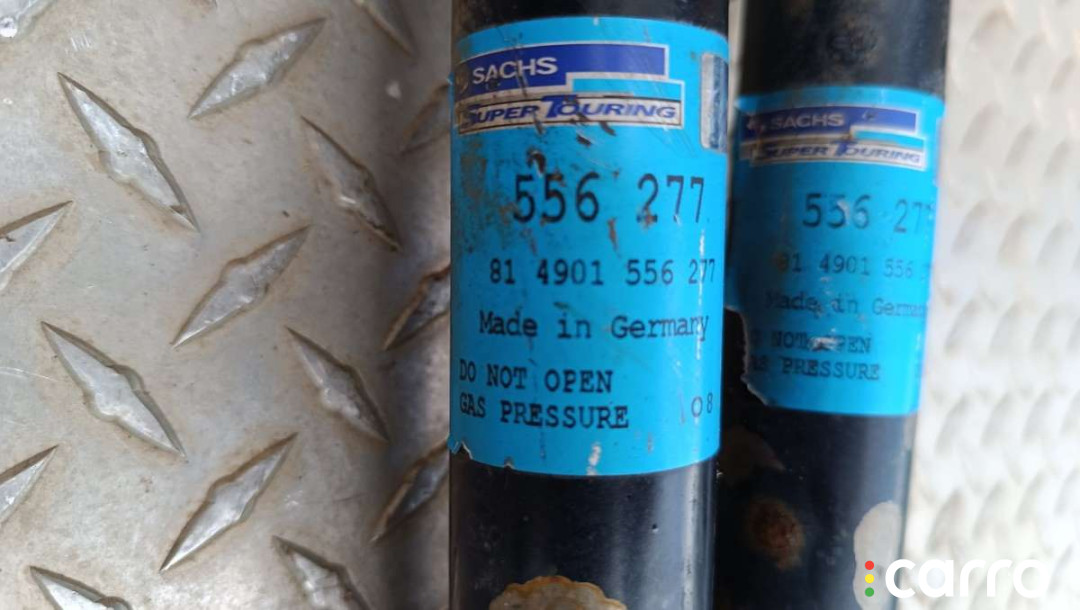 SACHS
SUPER TOURING
556 277
81 4901 556 277
Made in Germany
DO NOT OPEN
GAS PRESSURE 08
SACHS
SUPER TOURING
556 27
81 4901 556
Made in Germany
NOT OPEN
PRESSURE
carro